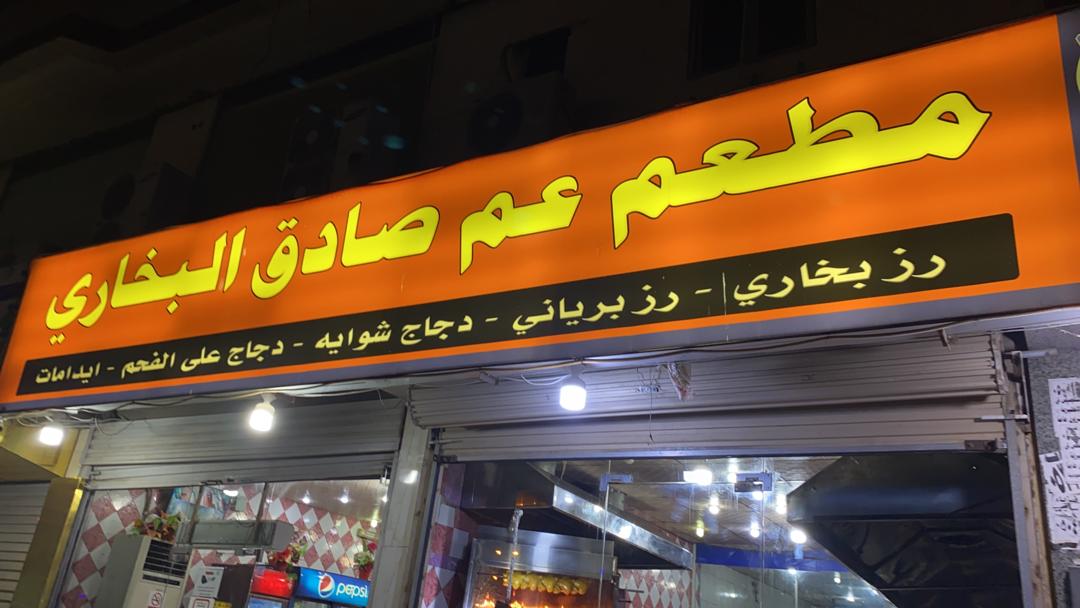 مطعم عم صادق البخاري
رز بخاري - رز برياني - دجاج شوايه - دجاج على الفحم - ايدامات
pepsi